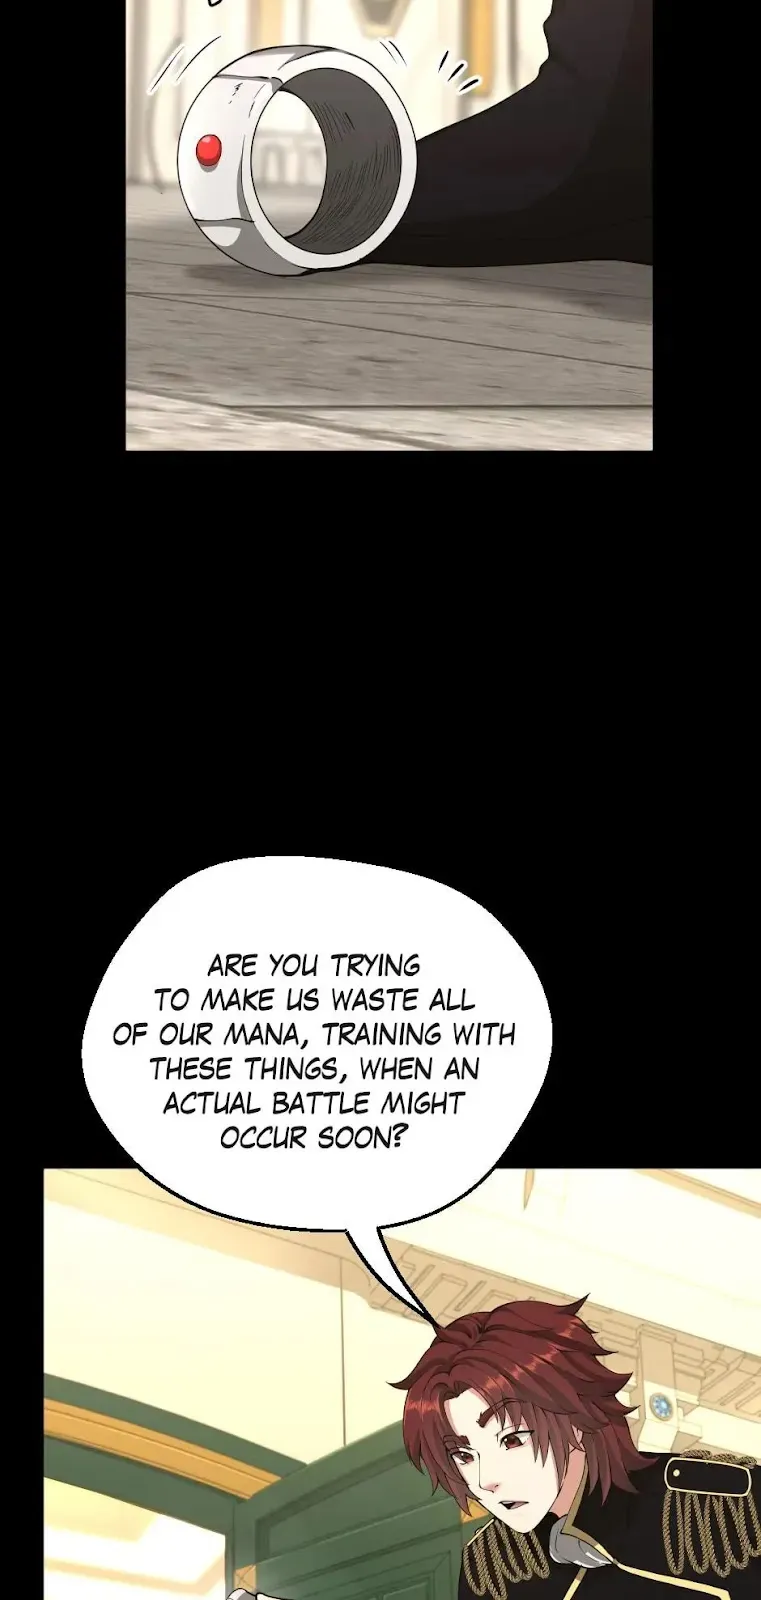 ARE YOU TRYING
TO MAKE US WASTE ALL
OF OUR MANA, TRAINING WITH
THESE THINGS, WHEN AN
ACTUAL BATTLE MIGHT
OCCUR SOON?